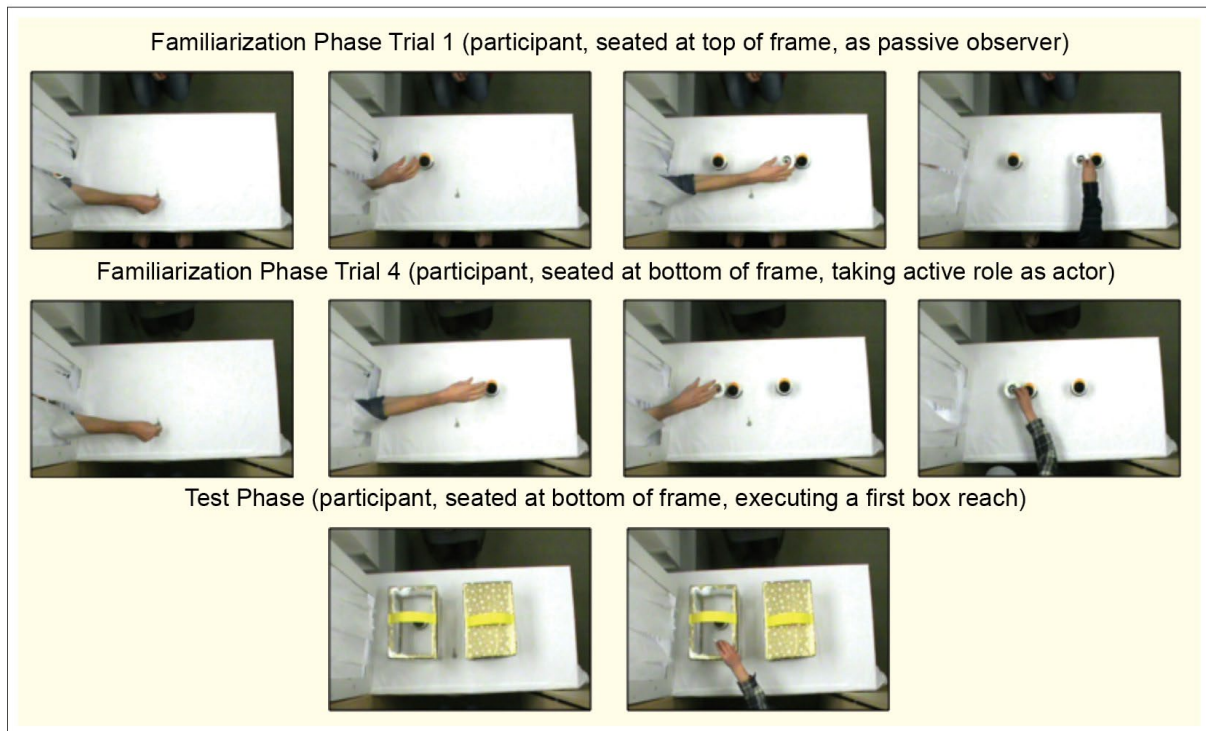 Familiarization Phase Trial 1 (participant, seated at top of frame, as passive observer)
Familiarization Phase Trial 4 (participant, seated at bottom of frame, taking active role as actor)
Test Phase (participant, seated at bottom of frame, executing a first box reach)